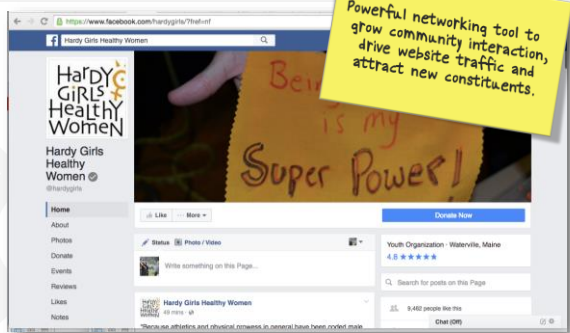 https://www.facebook.com/hardygirls/?fref=nf
Hardy Girls Healthy Women
Powerful networking tool to
grow community interaction,
drive website traffic and
attract new constituents.
HarDY
GiRLS
HeaLtHY
WomeN
Bein
is my
Super Power!
Hardy Girls
Healthy
Women
@hardygirls
Like ··· More
Donate Now
Home
About
Photos
Donate
Events
Reviews
Likes
Notes
Status Photo / Video
Write something on this Page...
Youth Organization · Waterville, Maine
4.8 ★★★★★
Search for posts on this Page
Hardy Girls Healthy Women
49 mins ·
"Because athletics and physical prowess in general have been coded male
9,482 people like this
Chat (Off)